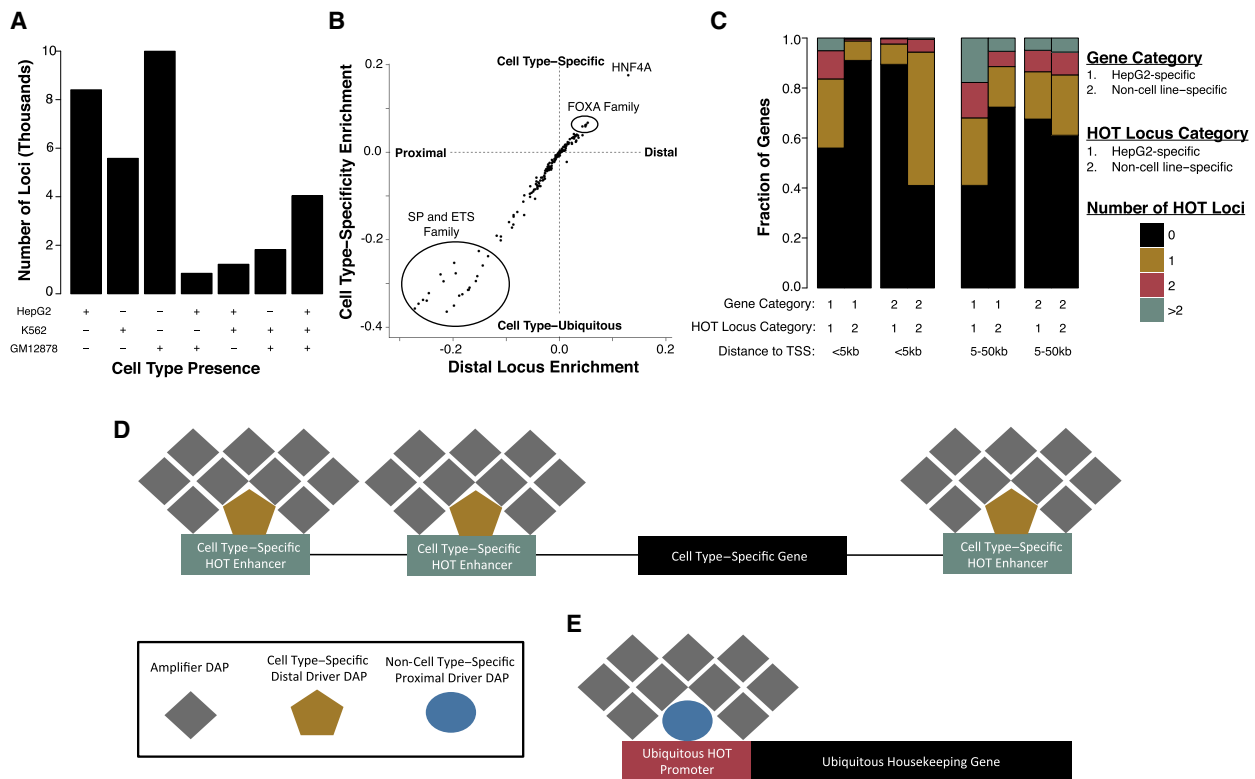 A
Number of Loci (Thousands)
10
8
6
4
2
0
HepG2 + – – + + – +
K562 – + – – + + +
GM12878 – – + + – + +
Cell Type Presence
B
Cell Type–Specificity Enrichment
0.2
0.0
-0.2
-0.4
Cell Type–Specific
HNF4A
FOXA Family
Proximal
Distal
SP and ETS
Family
Cell Type–Ubiquitous
-0.2 0.0 0.2
Distal Locus Enrichment
C
Fraction of Genes
1.0
0.8
0.6
0.4
0.2
0.0
Gene Category: 1 1 2 2 1 1 2 2
HOT Locus Category: 1 2 1 2 1 2 1 2
Distance to TSS: <5kb <5kb 5-50kb 5-50kb
Gene Category
1. HepG2-specific
2. Non-cell line–specific
HOT Locus Category
1. HepG2-specific
2. Non-cell line–specific
Number of HOT Loci
0
1
2
>2
D
Cell Type–Specific
HOT Enhancer
Cell Type–Specific
HOT Enhancer
Cell Type–Specific Gene
Cell Type–Specific
HOT Enhancer
Amplifier DAP
Cell Type–Specific
Distal Driver DAP
Non-Cell Type–Specific
Proximal Driver DAP
E
Ubiquitous HOT
Promoter
Ubiquitous Housekeeping Gene